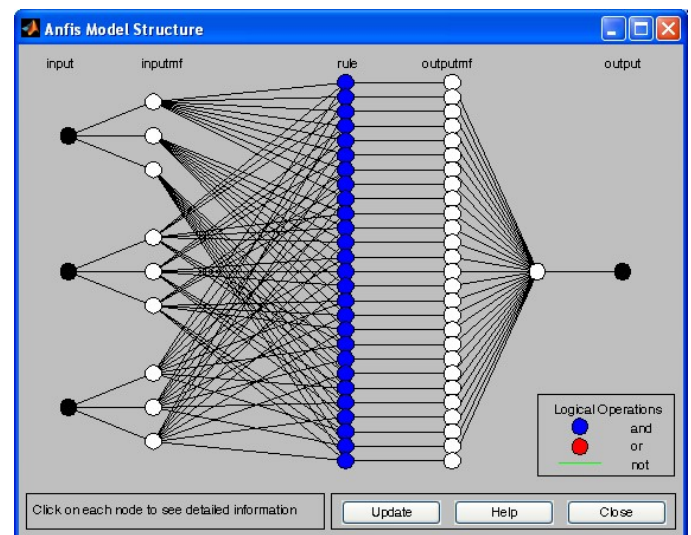 Anfis Model Structure
input inputmf rule outputmf output
Logical Operations
and
or
not
Click on each node to see detailed information
Update Help Close